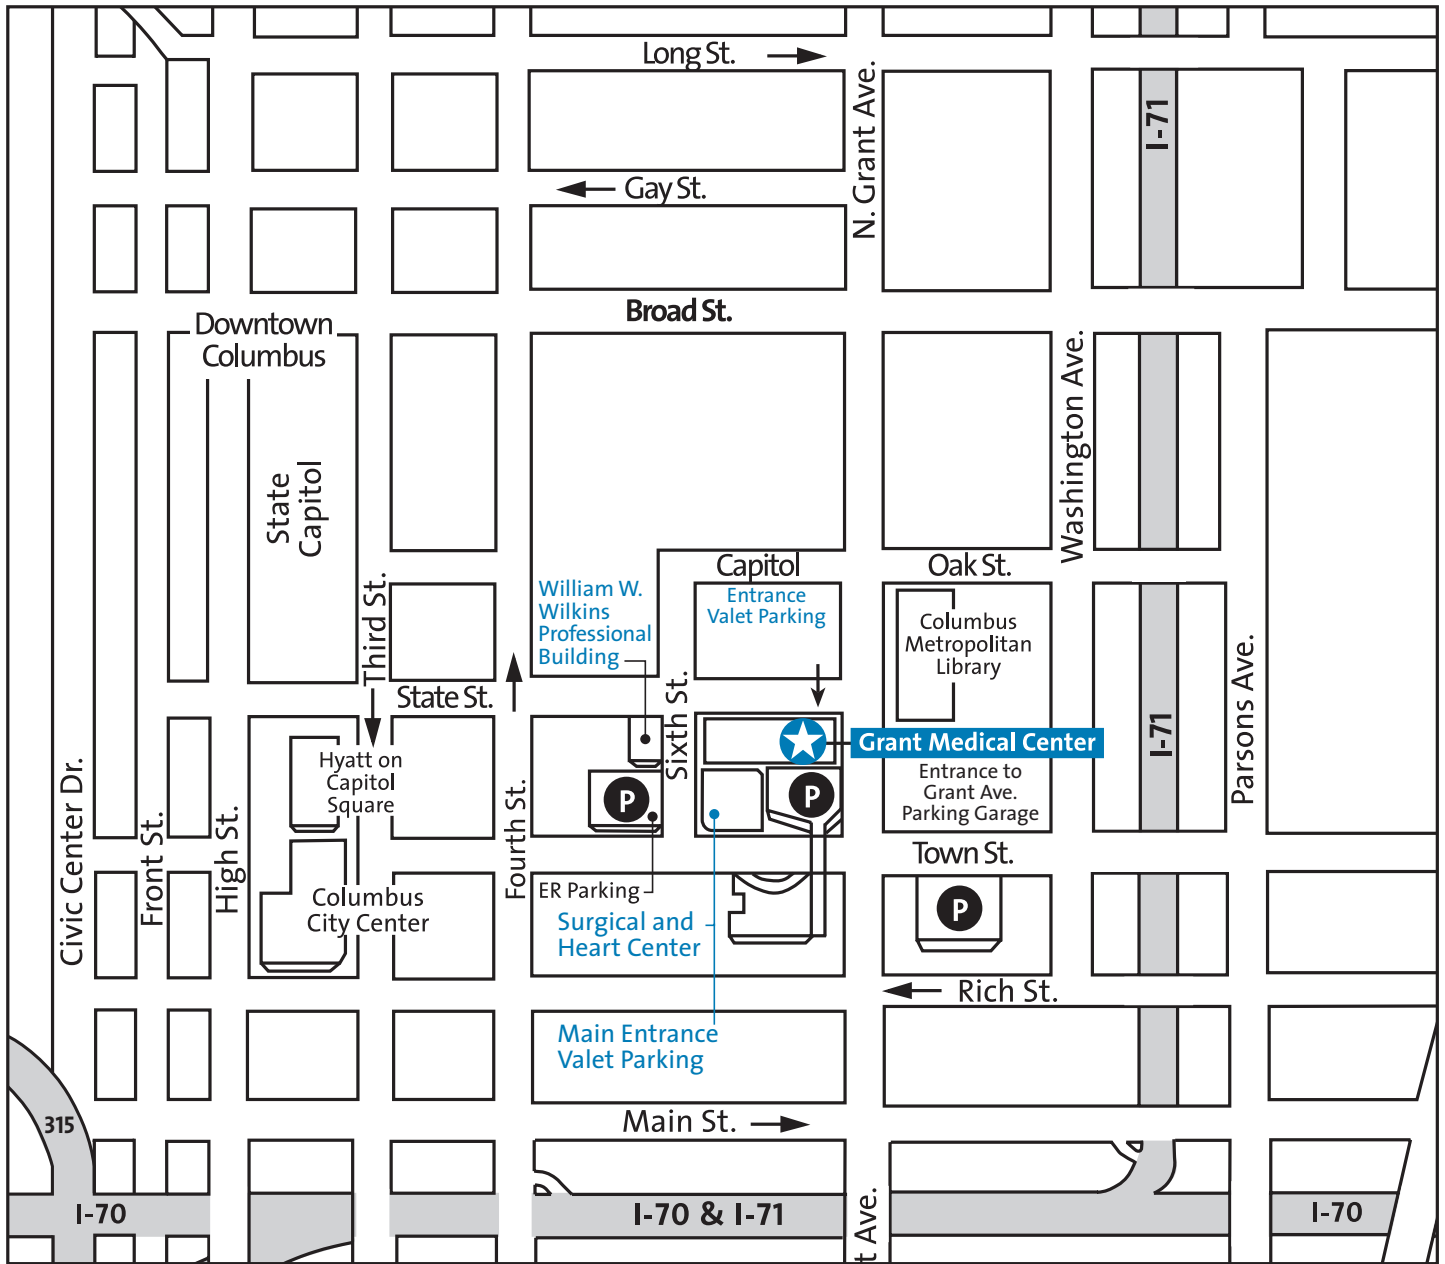 Long St.
N. Grant Ave.
I-71
Gay St.
Broad St.
Downtown
Columbus
State
Capitol
Washington Ave.
Capitol
Oak St.
William W.
Wilkins
Professional
Building
Entrance
Valet Parking
Columbus
Metropolitan
Library
Third St.
State St.
Sixth St.
Parsons Ave.
I-71
Grant Medical Center
Hyatt on
Capitol
Square
Entrance to
Grant Ave.
Parking Garage
P
P
Civic Center Dr.
Front St.
High St.
Fourth St.
Town St.
ER Parking
Columbus
City Center
P
Surgical and
Heart Center
Rich St.
Main Entrance
Valet Parking
315
Main St.
I-70
I-70 & I-71
t Ave.
I-70